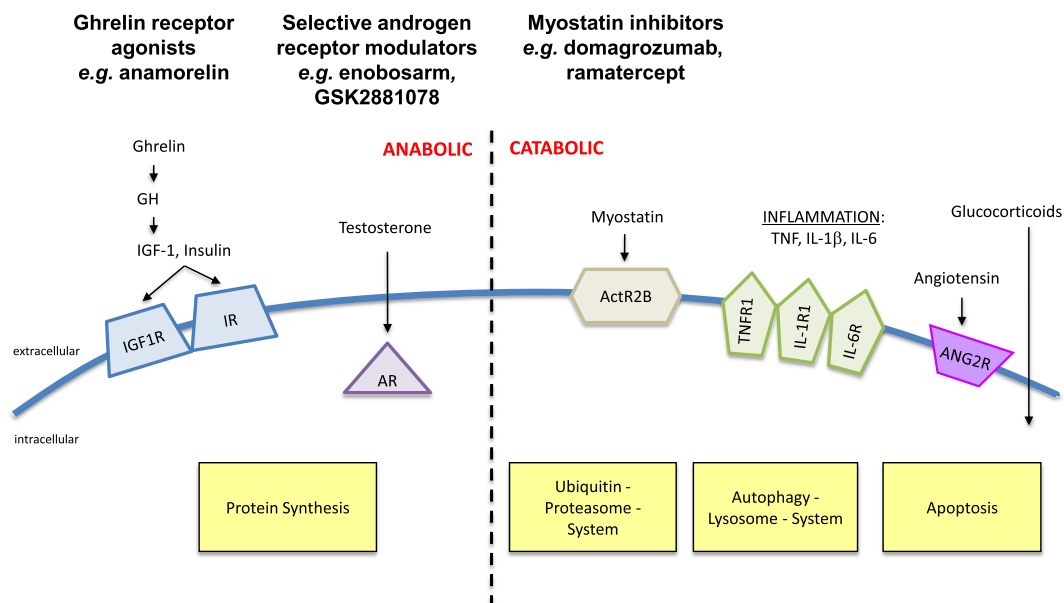 Ghrelin receptor
agonists
e.g. anamorelin
Selective androgen
receptor modulators
e.g. enobosarm,
GSK2881078
Myostatin inhibitors
e.g. domagrozumab,
ramatercept
ANABOLIC
CATABOLIC
Ghrelin
GH
IGF-1, Insulin
Testosterone
Myostatin
INFLAMMATION:
TNF, IL-1β, IL-6
Glucocorticoids
Angiotensin
IGF1R
IR
AR
ActR2B
TNFR1
IL-1R1
IL-6R
ANG2R
extracellular
intracellular
Protein Synthesis
Ubiquitin -
Proteasome -
System
Autophagy -
Lysosome - System
Apoptosis